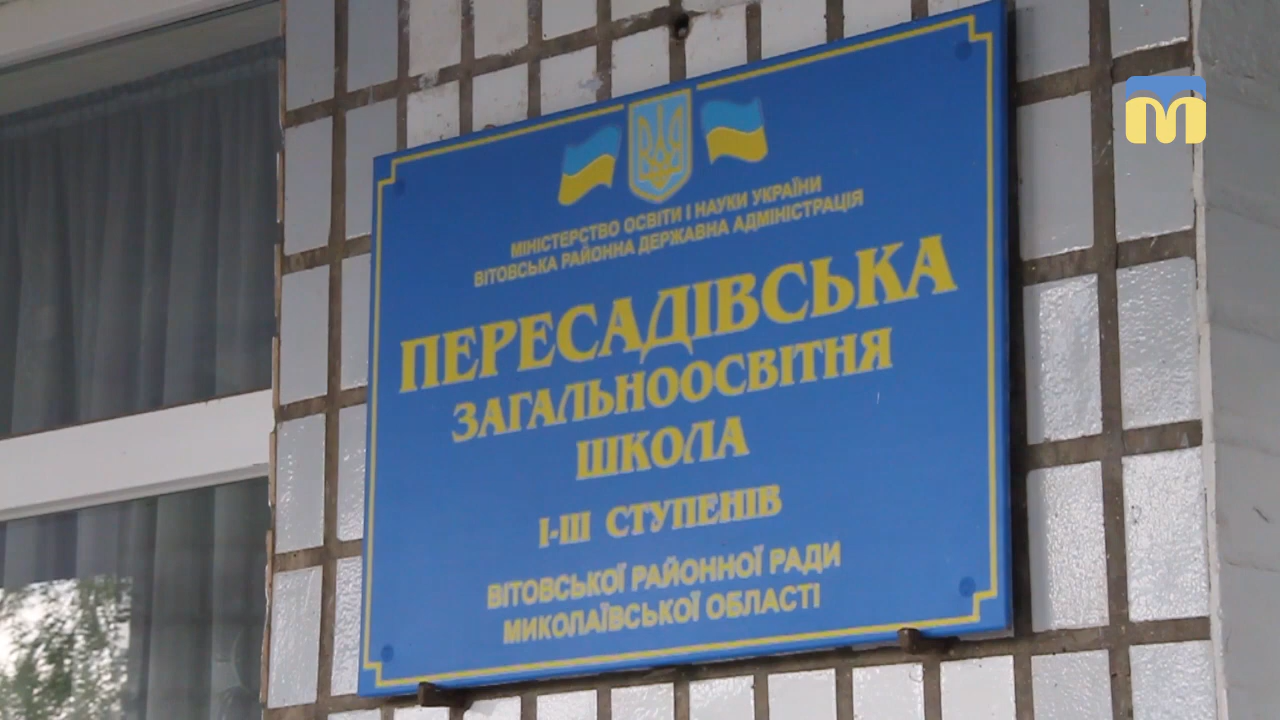 МІНІСТЕРСТВО ОСВІТИ І НАУКИ УКРАЇНИ
ВІТОВСЬКА РАЙОННА ДЕРЖАВНА АДМІНІСТРАЦІЯ
ПЕРЕСАДІВСЬКА
ЗАГАЛЬНООСВІТНЯ
ШКОЛА
І-ІІІ СТУПЕНІВ
ВІТОВСЬКОЇ РАЙОННОЇ РАДИ
МИКОЛАЇВСЬКОЇ ОБЛАСТІ